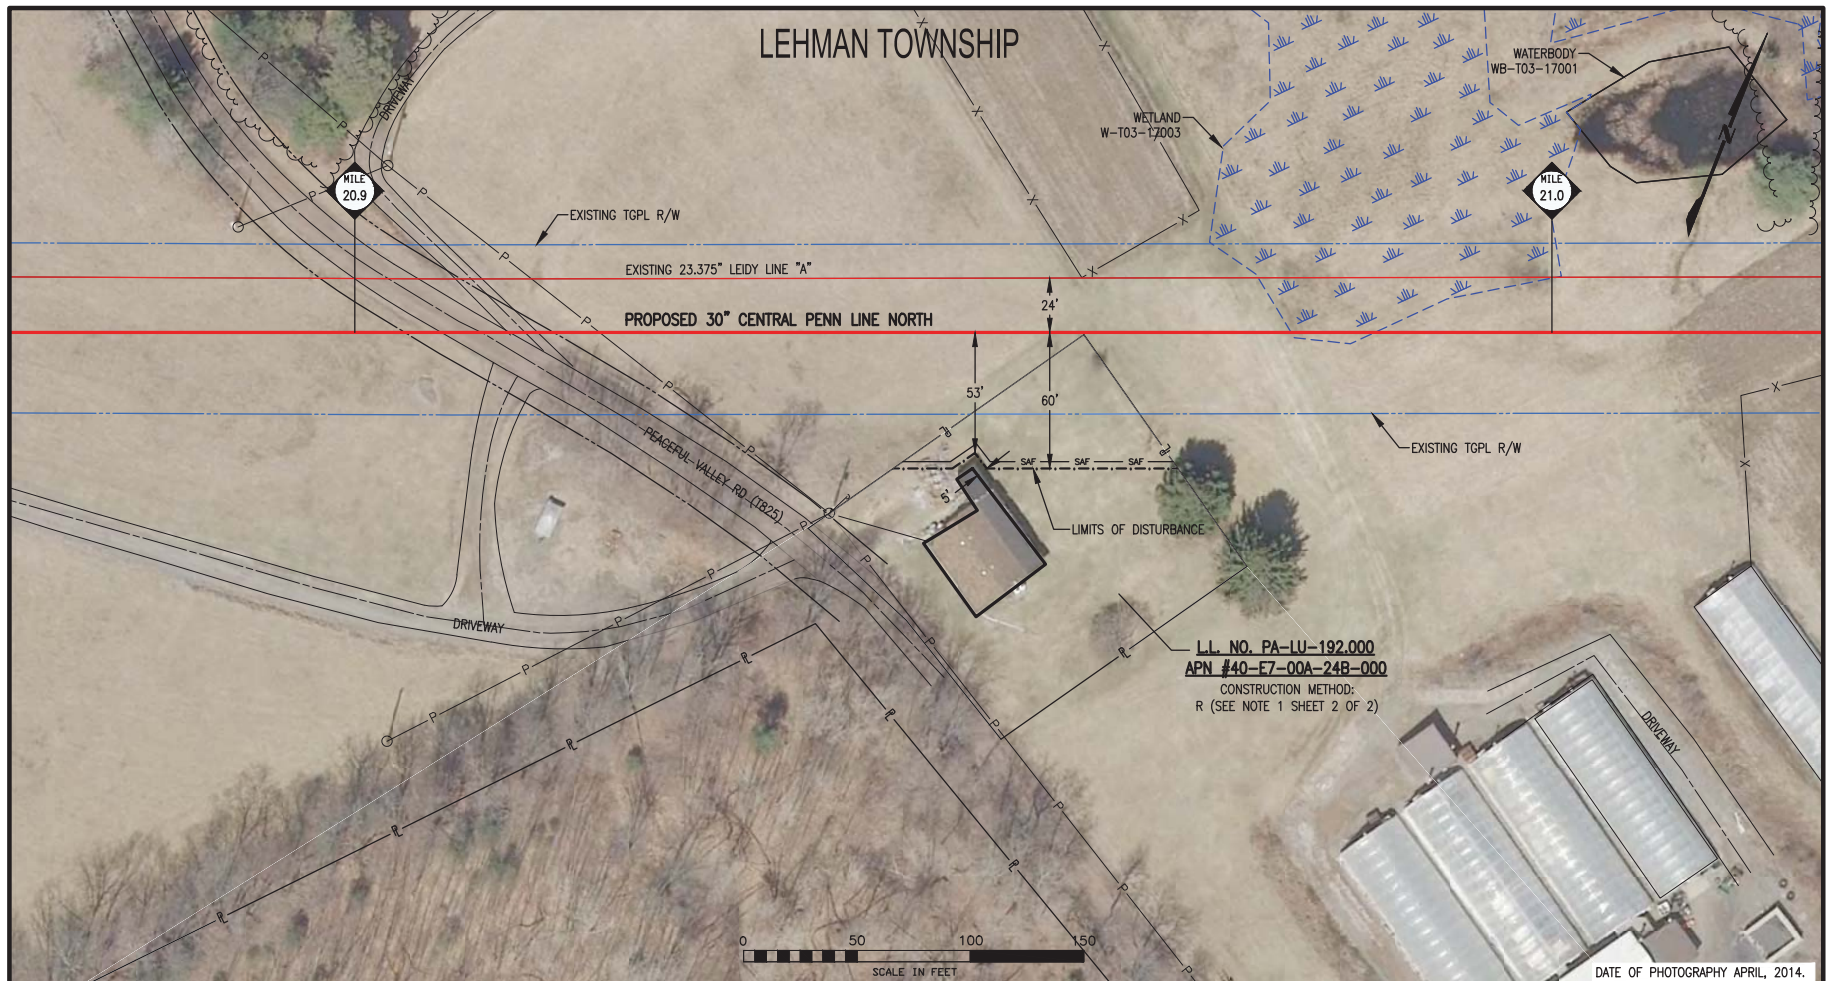 LEHMAN TOWNSHIP
WATERBODY
WB-T03-17001
WETLAND
W-T03-17003
DRIVEWAY
MILE
20.9
MILE
21.0
EXISTING TGPL R/W
EXISTING 23.375" LEIDY LINE "A"
24'
PROPOSED 30" CENTRAL PENN LINE NORTH
53'
60'
EXISTING TGPL R/W
PEACEFUL VALLEY RD (T825)
SAF SAF SAF
5'
LIMITS OF DISTURBANCE
DRIVEWAY
L.L. NO. PA-LU-192.000
APN #40-E7-00A-24B-000
CONSTRUCTION METHOD:
R (SEE NOTE 1 SHEET 2 OF 2)
DRIVEWAY
0 50 100 150
SCALE IN FEET
DATE OF PHOTOGRAPHY APRIL, 2014.